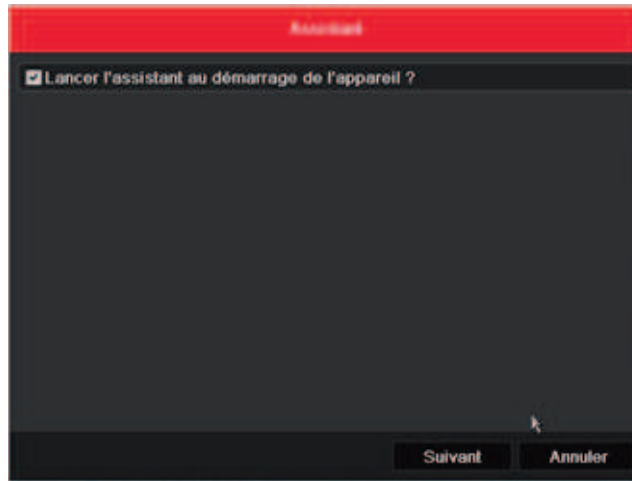 Assistant
Lancer l'assistant au démarrage de l'appareil ?
Suivant Annuler